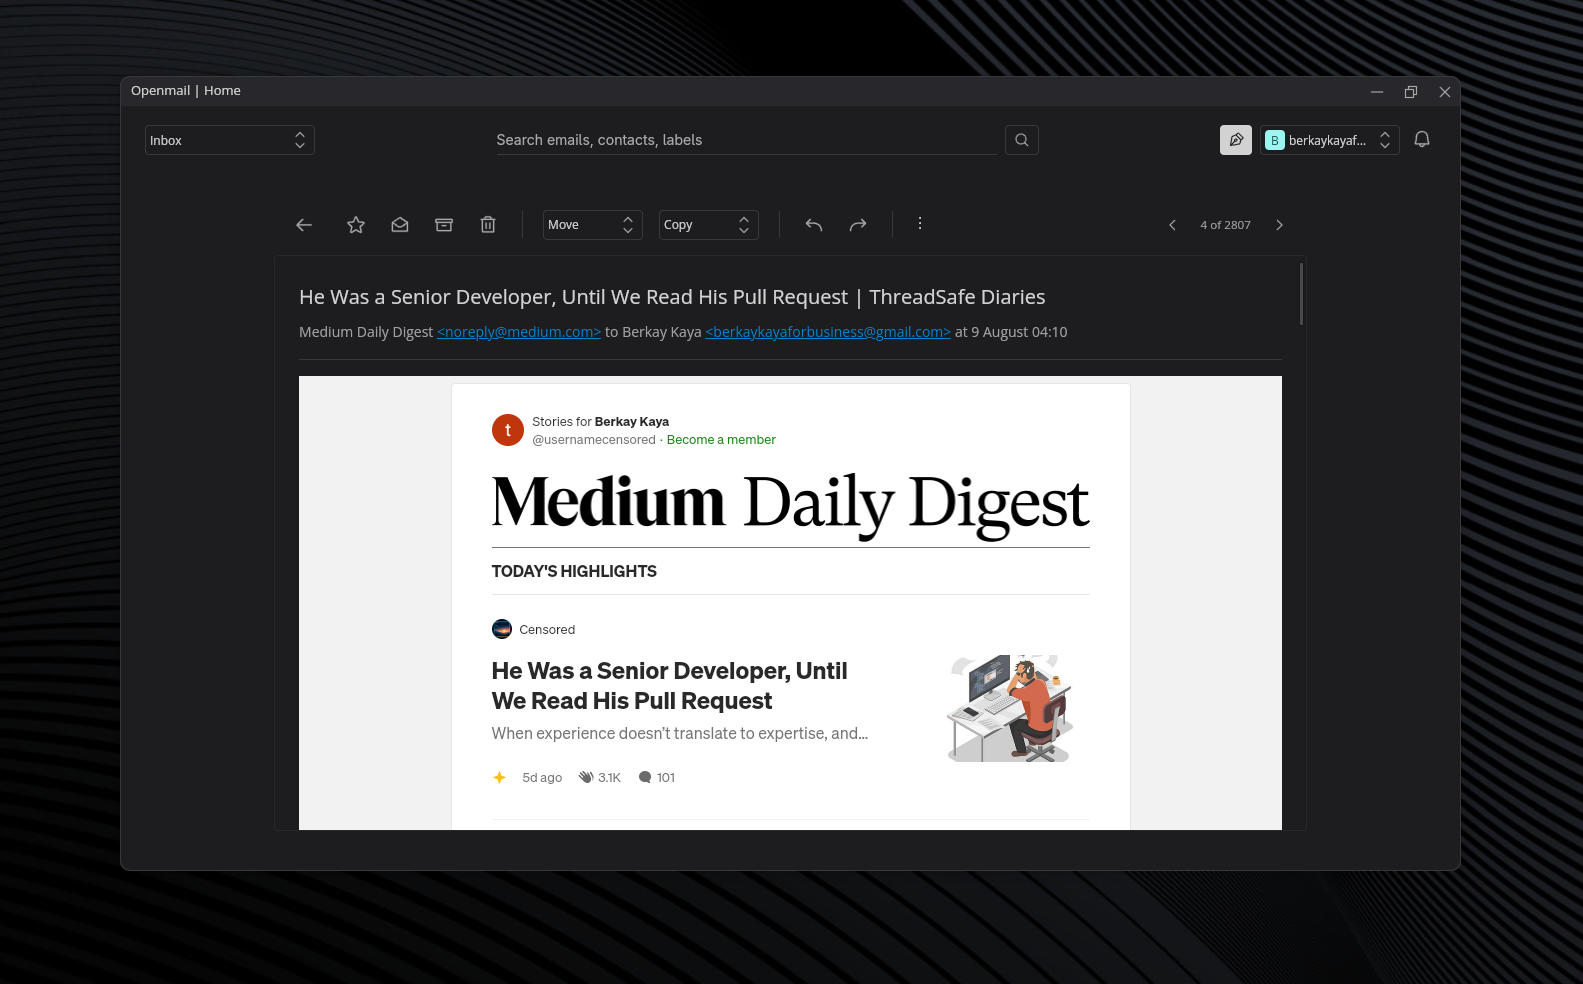 Openmail | Home
Inbox
Search emails, contacts, labels
B berkaykayaf...
Move
Copy
4 of 2807
He Was a Senior Developer, Until We Read His Pull Request | ThreadSafe Diaries
Medium Daily Digest <noreply@medium.com> to Berkay Kaya <berkaykayaforbusiness@gmail.com> at 9 August 04:10
t
Stories for Berkay Kaya
@usernamecensored · Become a member
Medium Daily Digest
TODAY'S HIGHLIGHTS
Censored
He Was a Senior Developer, Until
We Read His Pull Request
When experience doesn’t translate to expertise, and...
5d ago 3.1K 101